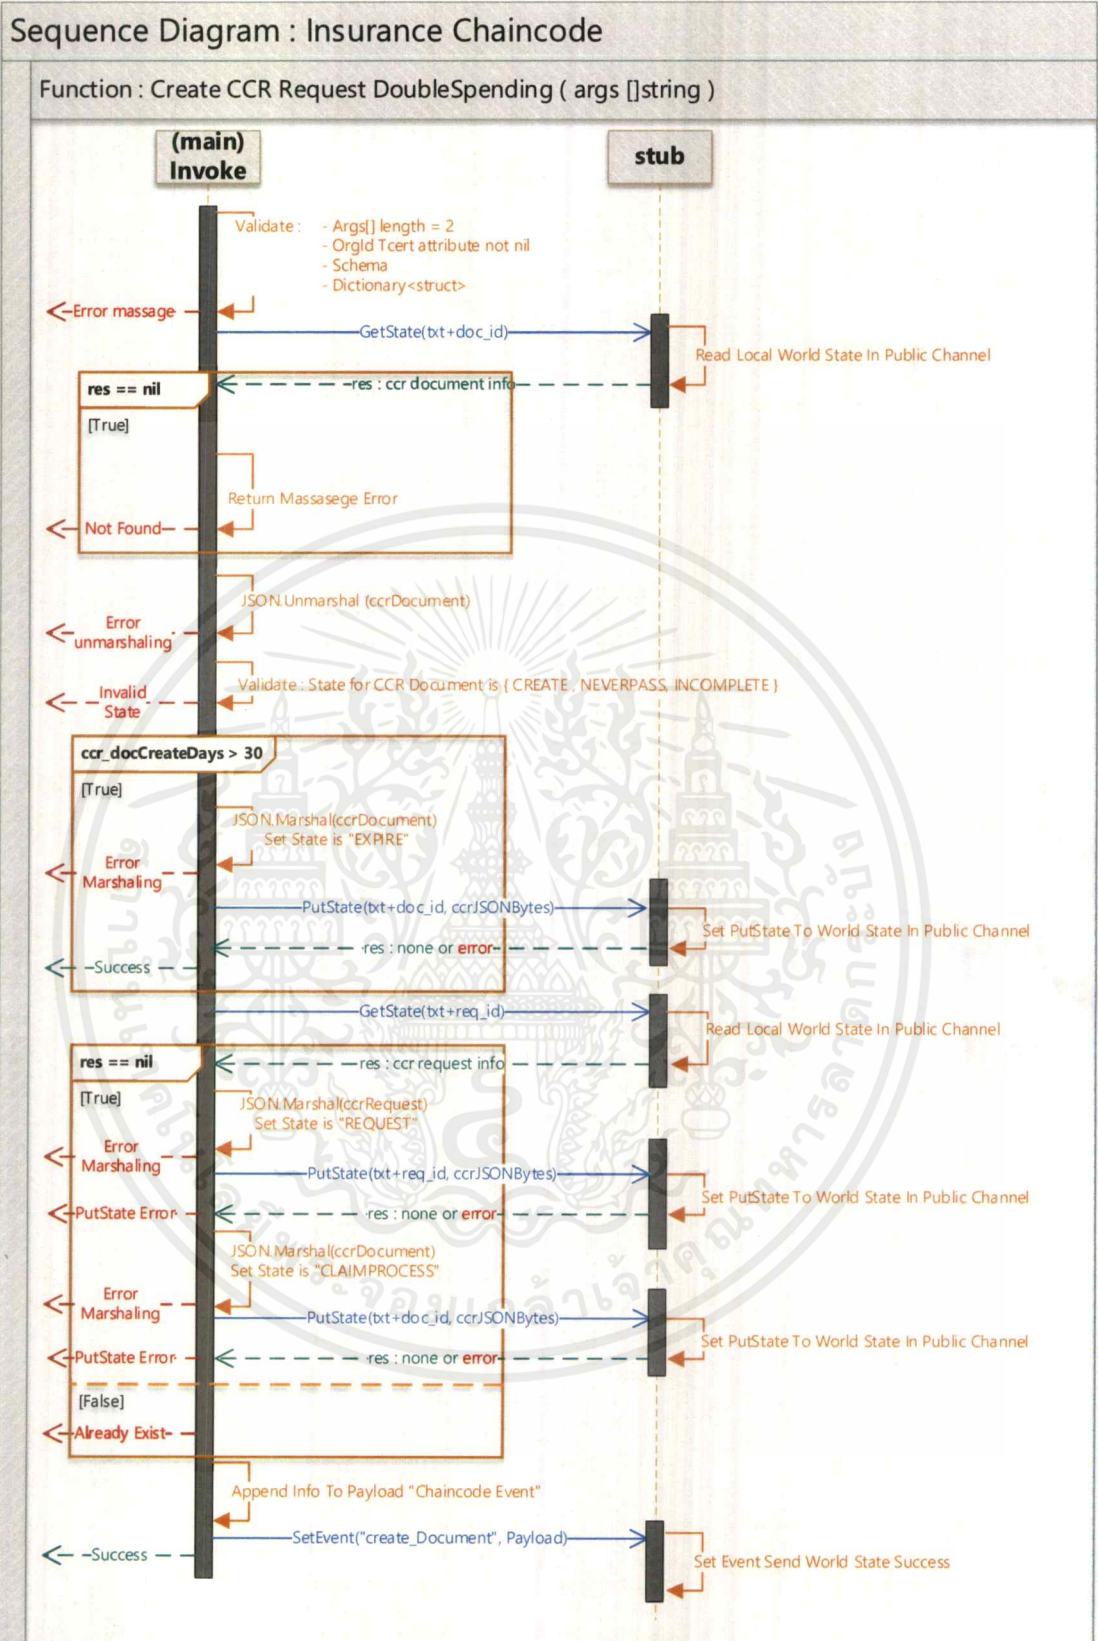 Sequence Diagram : Insurance Chaincode
Function : Create CCR Request DoubleSpending ( args []string )
(main)
Invoke
stub
Validate :
- Args[] length = 2
- OrgId Tcert attribute not nil
- Schema
- Dictionary<struct>
Error massage
GetState(txt+doc_id)
Read Local World State In Public Channel
res : ccr document info
res == nil
[True]
Return Massasege Error
Not Found
JSON.Unmarshal (ccrDocument)
Error
unmarshaling
Validate : State for CCR Document is { CREATE , NEVERPASS, INCOMPLETE }
Invalid
State
ccr_docCreateDays > 30
[True]
JSON.Marshal(ccrDocument)
Set State is "EXPIRE"
Error
Marshaling
PutState(txt+doc_id, ccrJSONBytes)
Set PutState To World State In Public Channel
res : none or error
Success
GetState(txt+req_id)
Read Local World State In Public Channel
res : ccr request info
res == nil
[True]
JSON.Marshal(ccrRequest)
Set State is "REQUEST"
Error
Marshaling
PutState(txt+req_id, ccrJSONBytes)
Set PutState To World State In Public Channel
PutState Error
res : none or error
JSON.Marshal(ccrDocument)
Set State is "CLAIMPROCESS"
Error
Marshaling
PutState(txt+doc_id, ccrJSONBytes)
Set PutState To World State In Public Channel
PutState Error
res : none or error
[False]
Already Exist
Append Info To Payload "Chaincode Event"
SetEvent("create_Document", Payload)
Success
Set Event Send World State Success